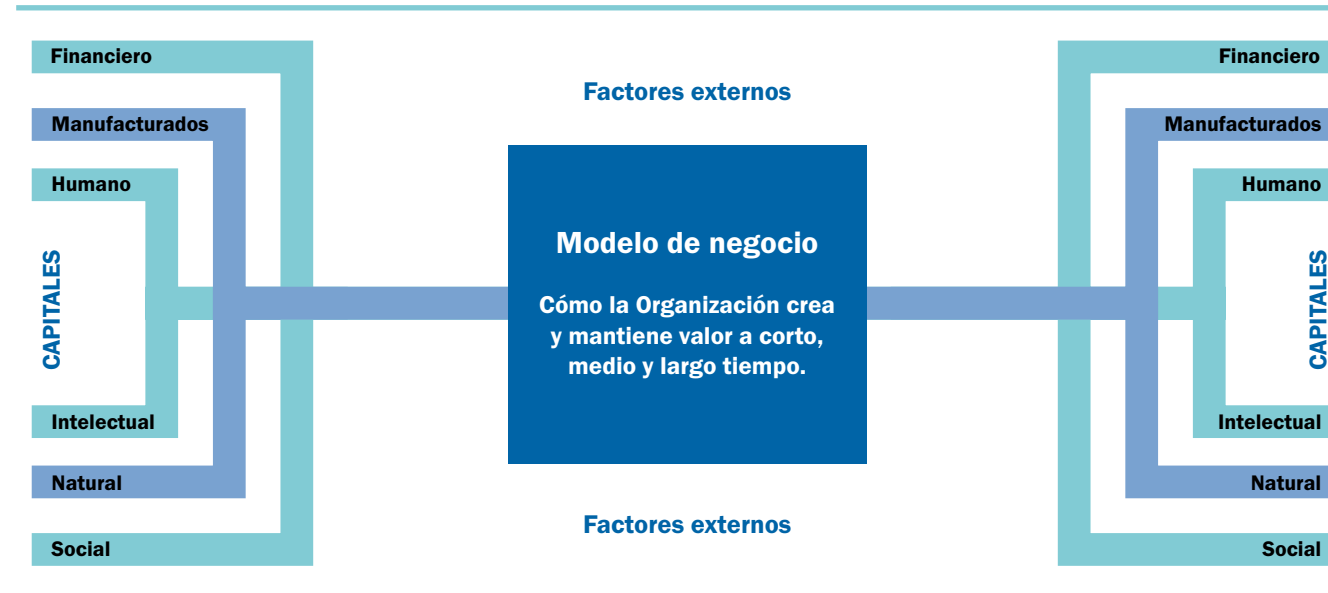 Financiero
Manufacturados
Humano
CAPITALES
Intelectual
Natural
Social
Factores externos
Modelo de negocio
Cómo la Organización crea
y mantiene valor a corto,
medio y largo tiempo.
Factores externos
Financiero
Manufacturados
Humano
CAPITALES
Intelectual
Natural
Social